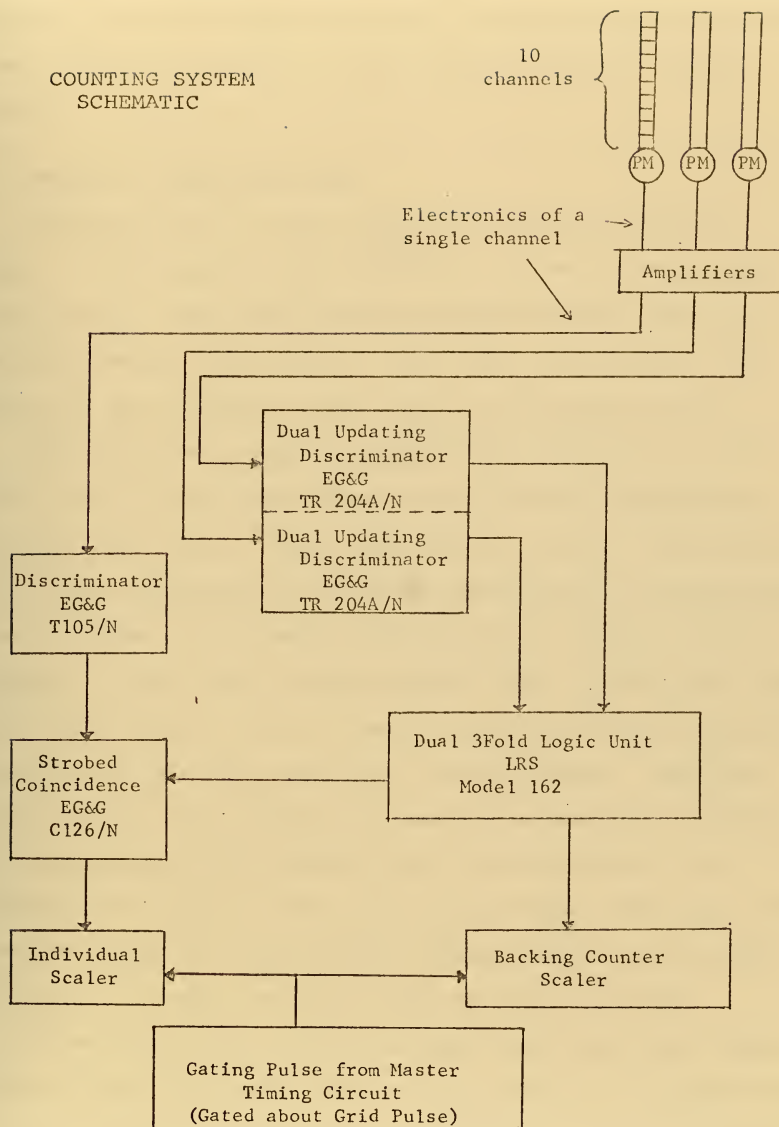 COUNTING SYSTEM
SCHEMATIC
10
channels
PM
PM
PM
Electronics of a
single channel
Amplifiers
Dual Updating
Discriminator
EG&G
TR 204A/N
Dual Updating
Discriminator
EG&G
TR 204A/N
Discriminator
EG&G
T105/N
Strobed
Coincidence
EG&G
C126/N
Dual 3Fold Logic Unit
LRS
Model 162
Individual
Scaler
Backing Counter
Scaler
Gating Pulse from Master
Timing Circuit
(Gated about Grid Pulse)